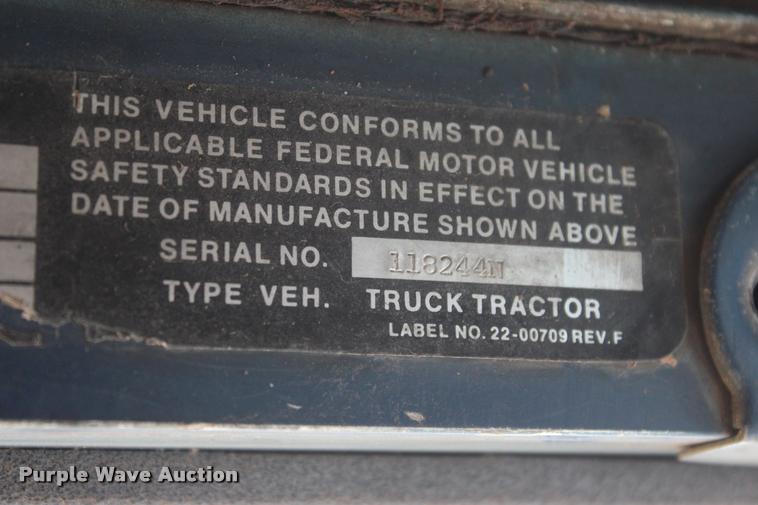 THIS VEHICLE CONFORMS TO ALL
APPLICABLE FEDERAL MOTOR VEHICLE
SAFETY STANDARDS IN EFFECT ON THE
DATE OF MANUFACTURE SHOWN ABOVE
SERIAL NO. 118244N
TYPE VEH. TRUCK TRACTOR
LABEL NO. 22-00709 REV. F
Purple Wave Auction